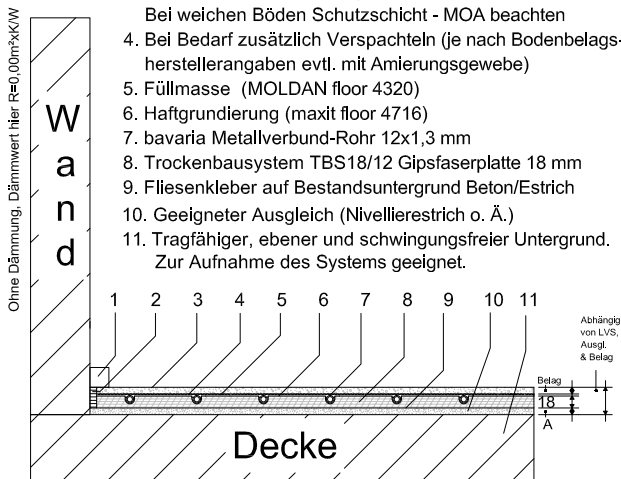 Bei weichen Böden Schutzschicht - MOA beachten
4. Bei Bedarf zusätzlich Verspachteln (je nach Bodenbelags-
herstellerangaben evtl. mit Amierungsgewebe)
5. Füllmasse (MOLDAN floor 4320)
6. Haftgrundierung (maxit floor 4716)
7. bavaria Metallverbund-Rohr 12x1,3 mm
8. Trockenbausystem TBS18/12 Gipsfaserplatte 18 mm
9. Fliesenkleber auf Bestandsuntergrund Beton/Estrich
10. Geeigneter Ausgleich (Nivellierestrich o. Ä.)
11. Tragfähiger, ebener und schwingungsfreier Untergrund.
Zur Aufnahme des Systems geeignet.
Ohne Dämmung, Dämmwert hier R=0,00m²xK/W
Wand
1 2 3 4 5 6 7 8 9 10 11
Abhängig
von LVS,
Ausgl.
& Belag
Belag
18
A
Decke